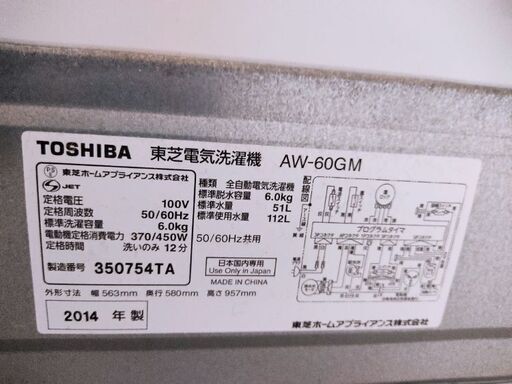 TOSHIBA 東芝電気洗濯機 AW-60GM
東芝ホームアプライアンス株式会社
JET
定格電圧 100V
定格周波数 50/60Hz
標準洗濯容量 6.0kg
電動機定格消費電力 370/450W
定格時間 洗いのみ 12分
製造番号 350754TA
種類 全自動電気洗濯機
標準脱水容量 6.0kg
標準水量 51L
標準使用水量 112L
50/60Hz共用
日本国内専用
Use Only in Japan
MADE IN CHINA
外形寸法 幅 563mm 奥行 580mm 高さ 957mm
2014 年製
配線図
プログラムタイマ
東芝ホームアプライアンス株式会社